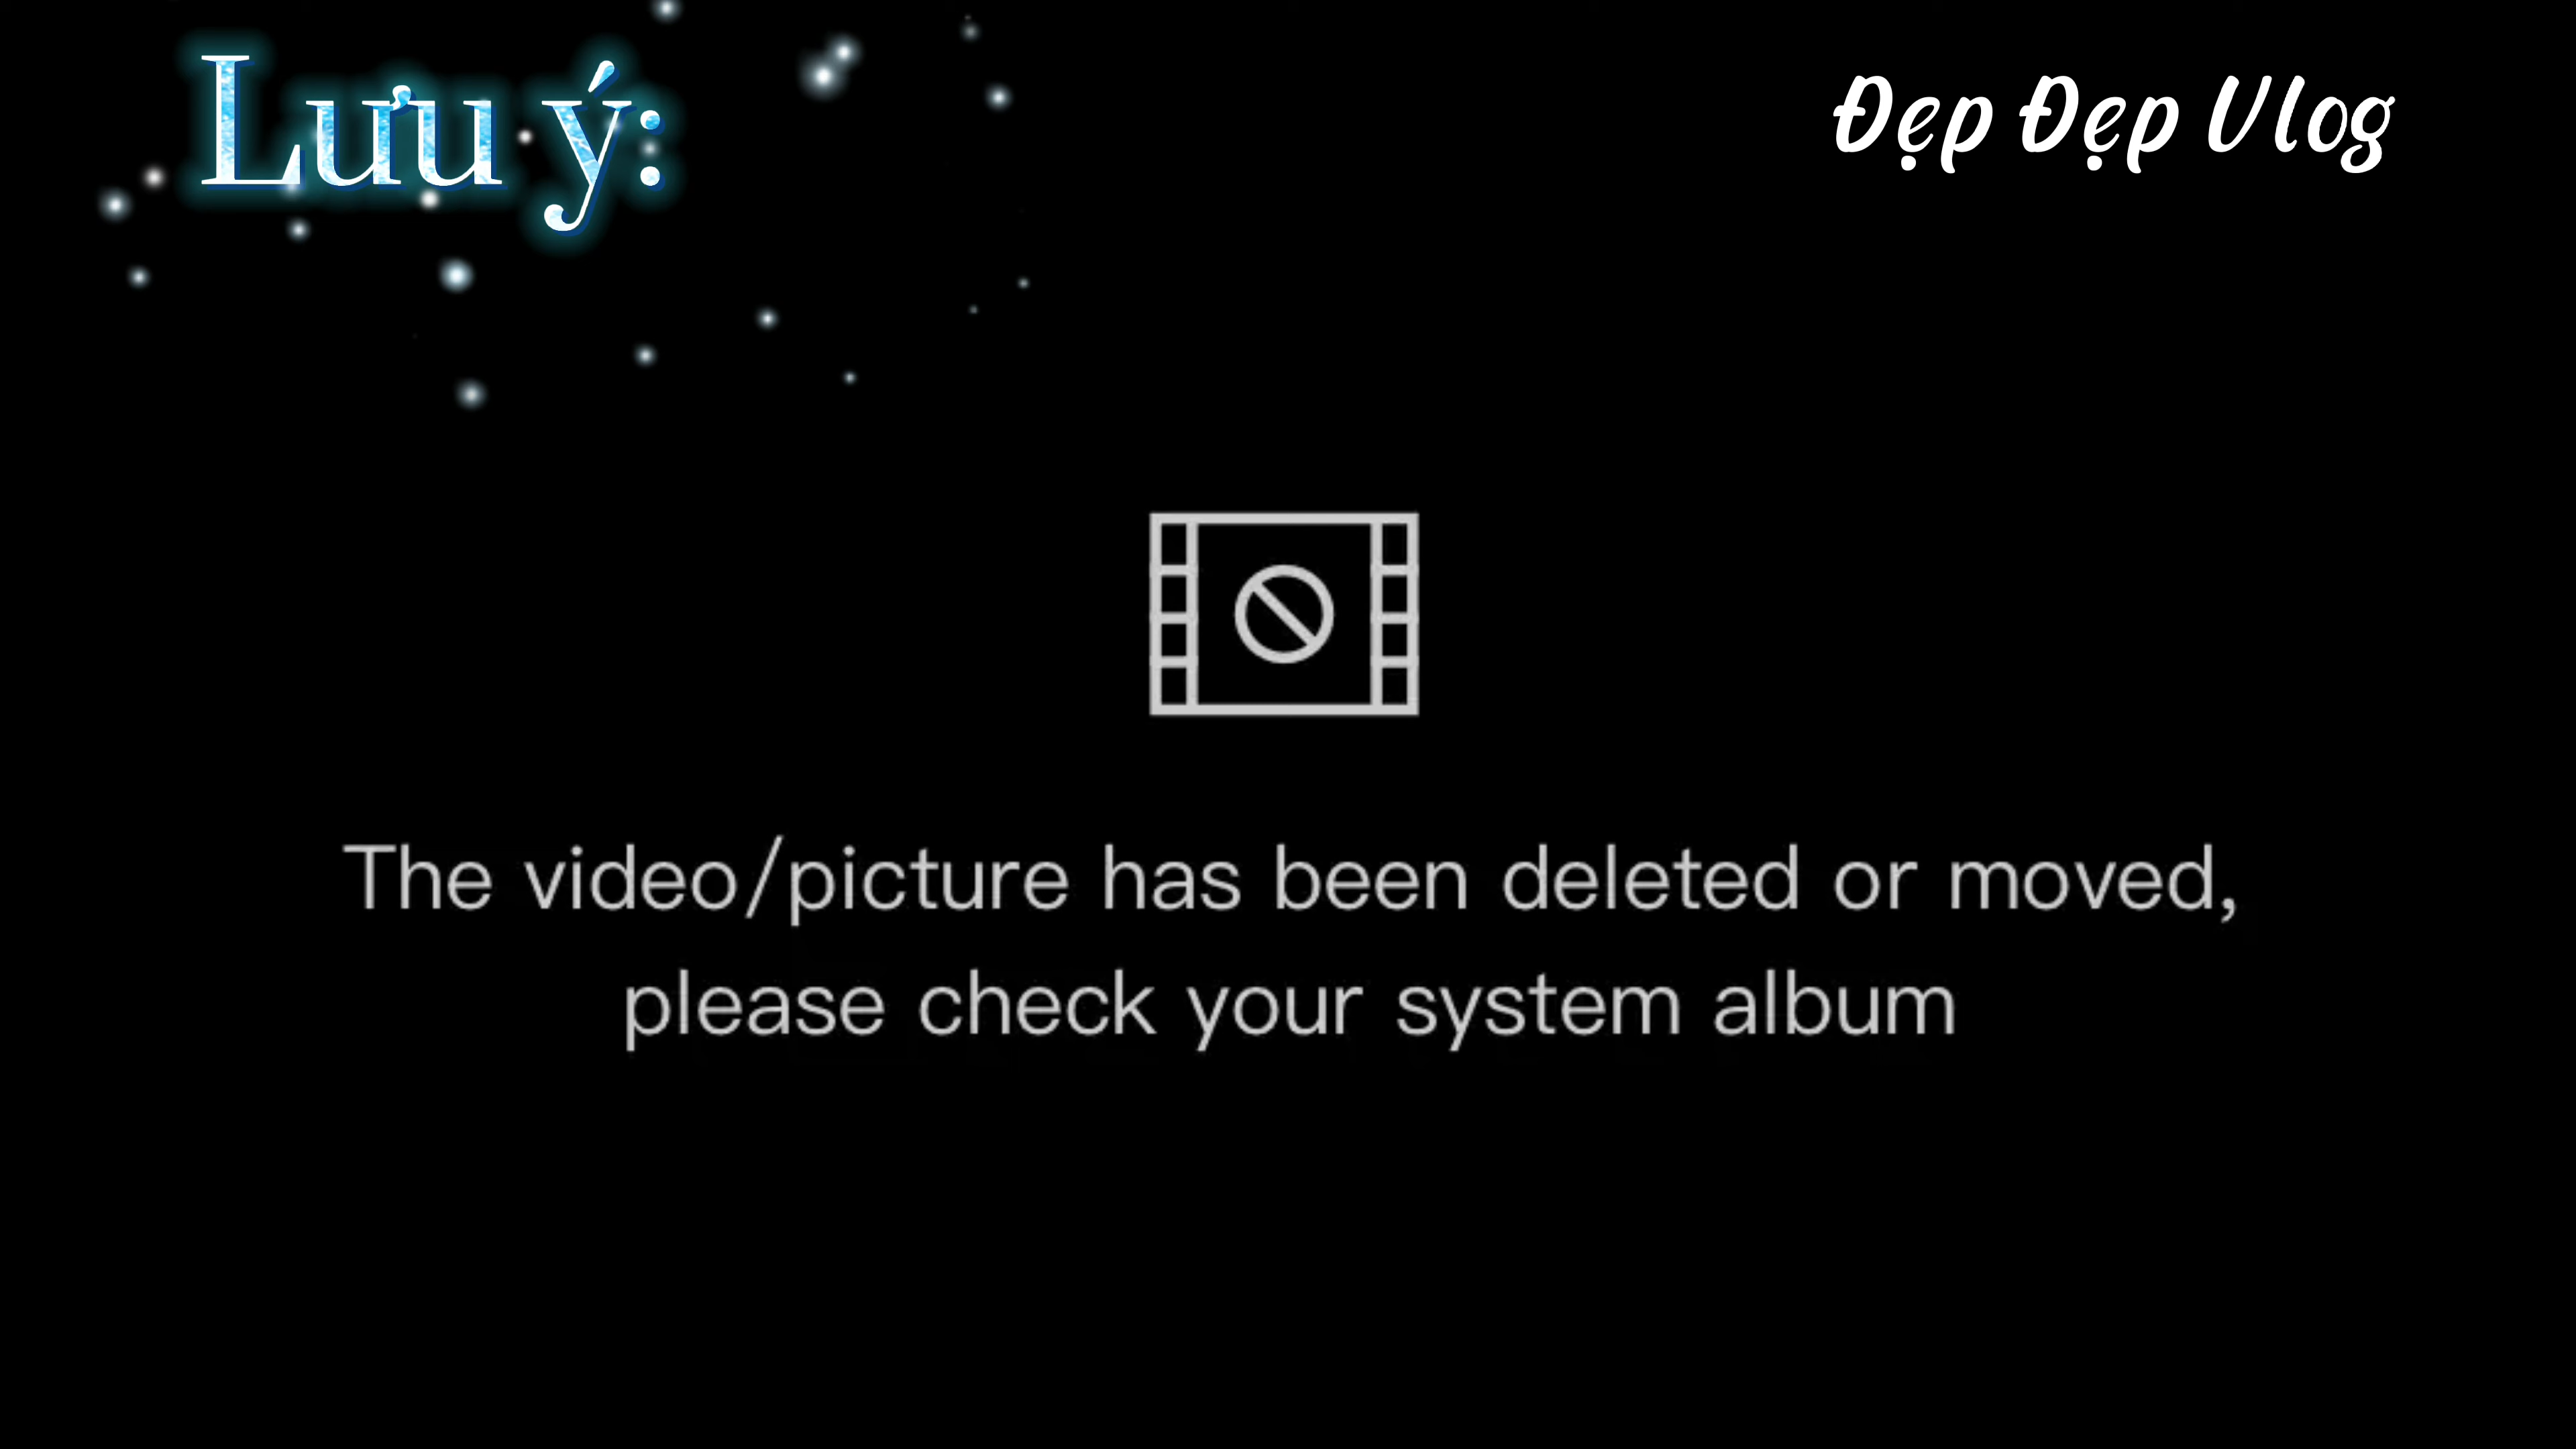 Lưu ý:
Đẹp Đẹp Vlog
The video/picture has been deleted or moved,
please check your system album